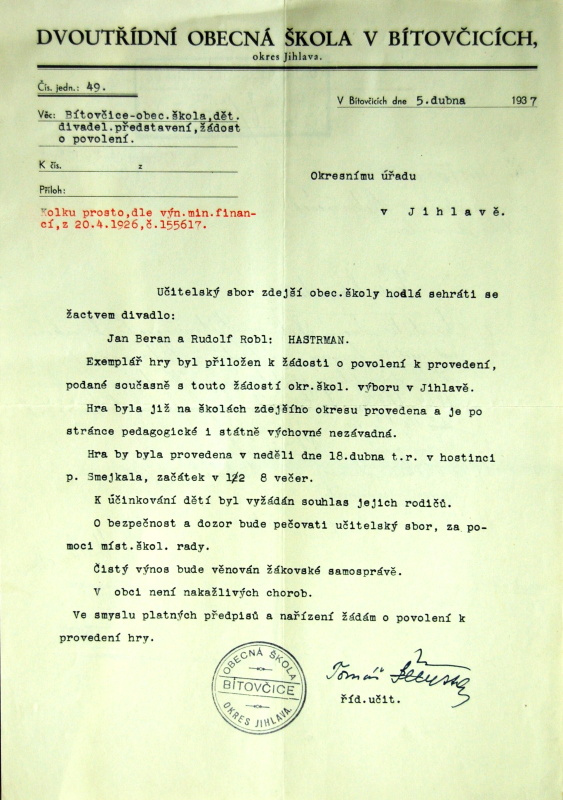 DVOUTŘÍDNÍ OBECNÁ ŠKOLA V BÍTOVČICÍCH,
okres Jihlava.
Čís. jedn.: 49.
V Bítovčicích dne 5.dubna 1937
Věc: Bítovčice-obec.škola,dět.
divadel.představení,žádost
o povolení.
K čís. z
Příloh:
Kolku prosto,dle výn.min.finan-
cí,z 20.4.1926,č.155617.
Okresnímu úřadu
v Jihlavě.
Učitelský sbor zdejší obec.školy hodlá sehráti se
žactvem divadlo:
Jan Beran a Rudolf Robl: HASTRMAN.
Exemplář hry byl přiložen k žádosti o povolení k provedení,
podané současně s touto žádostí okr.škol. výboru v Jihlavě.
Hra byla již na školách zdejšího okresu provedena a je po
stránce pedagogické i státně výchovné nezávadná.
Hra by byla provedena v neděli dne 18.dubna t.r. v hostinci
p. Smejkala, začátek v 1/2 8 večer.
K účinkování dětí byl vyžádán souhlas jejich rodičů.
O bezpečnost a dozor bude pečovati učitelský sbor, za po-
moci míst.škol. rady.
Čistý výnos bude věnován žákovské samosprávě.
V obci není nakažlivých chorob.
Ve smyslu platných předpisů a nařízení žádám o povolení k
provedení hry.
OBECNÁ ŠKOLA
BÍTOVČICE
OKRES JIHLAVA.
Tomáš
říd.učit.